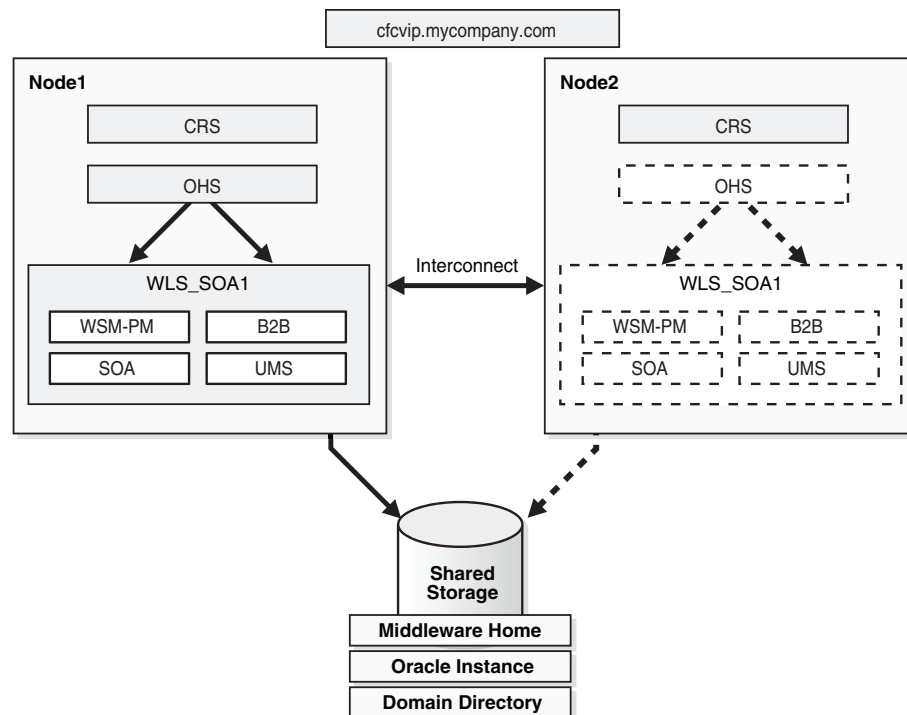 cfcvip.mycompany.com
Node1
CRS
OHS
WLS_SOA1
WSM-PM
B2B
SOA
UMS
Interconnect
Node2
CRS
OHS
WLS_SOA1
WSM-PM
B2B
SOA
UMS
Shared
Storage
Middleware Home
Oracle Instance
Domain Directory